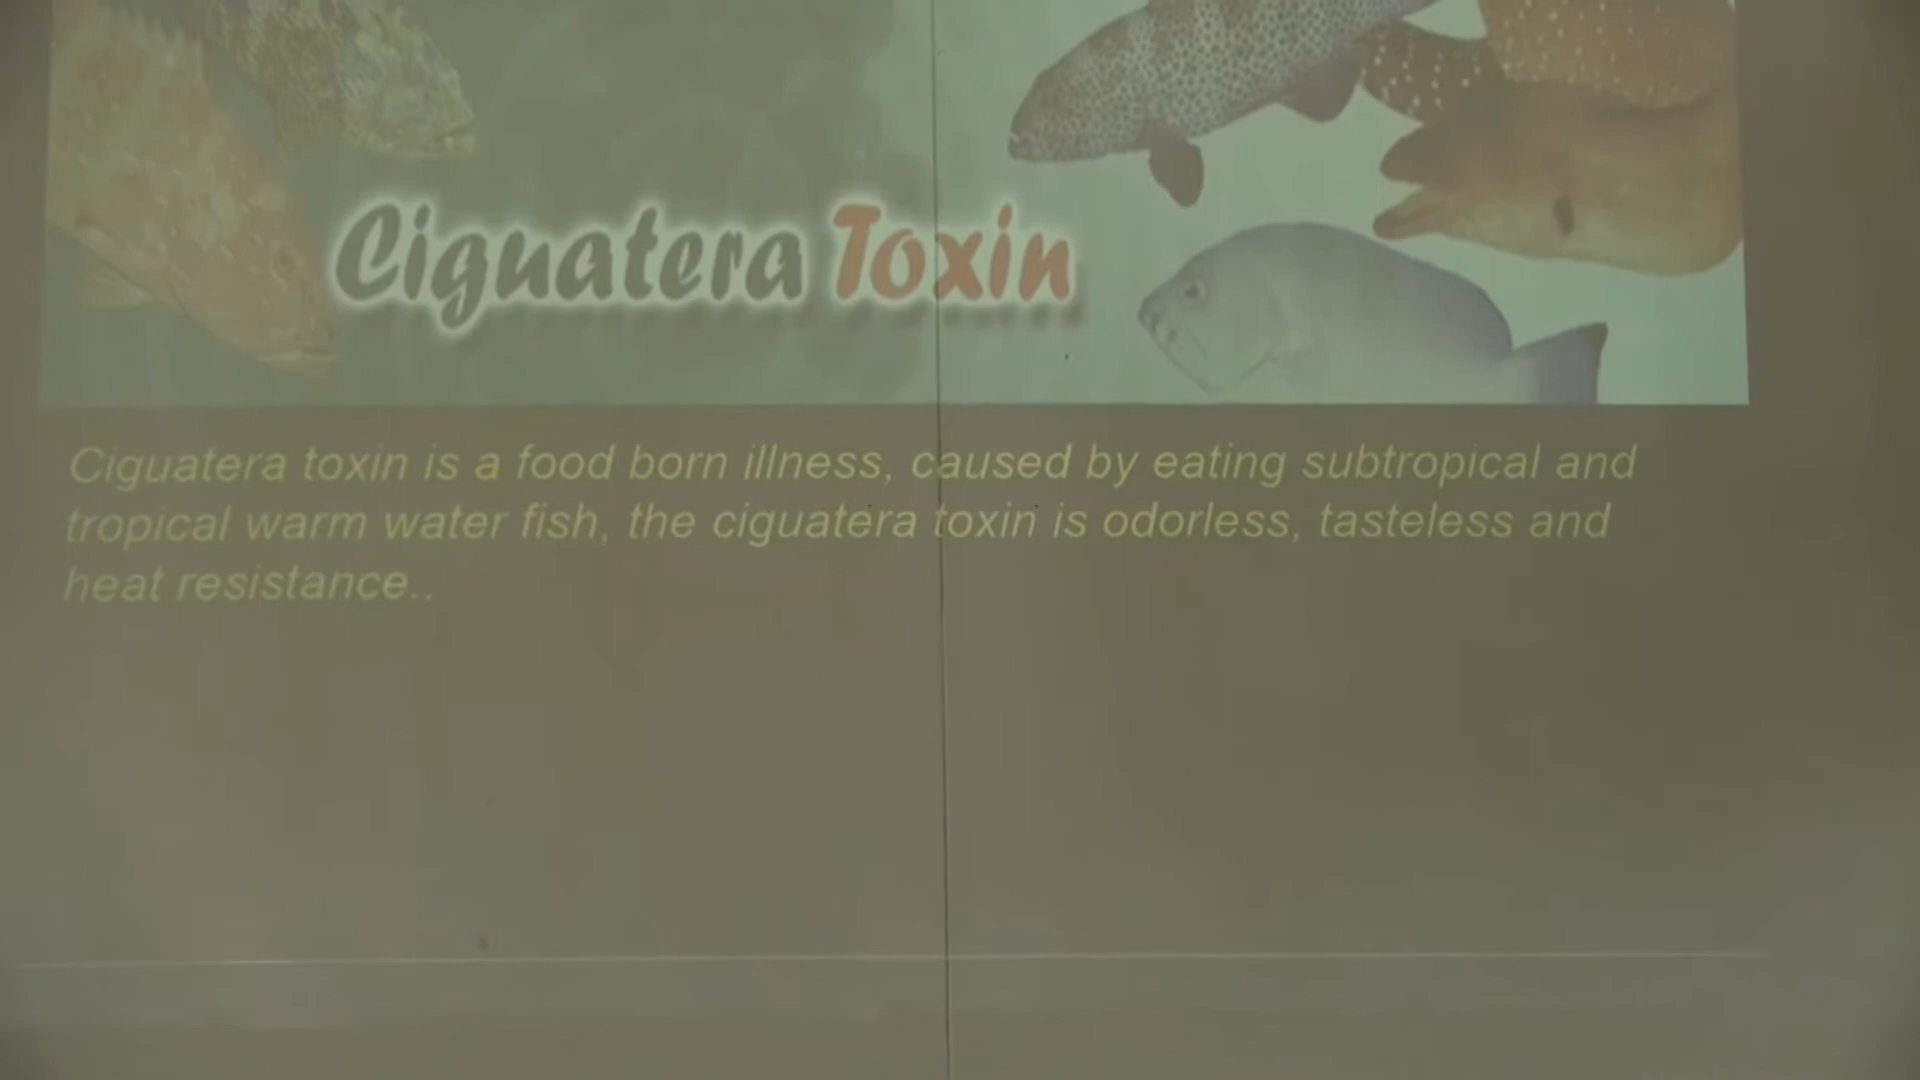 Ciguatera Toxin
Ciguatera toxin is a food born illness, caused by eating subtropical and
tropical warm water fish, the ciguatera toxin is odorless, tasteless and
heat resistance..